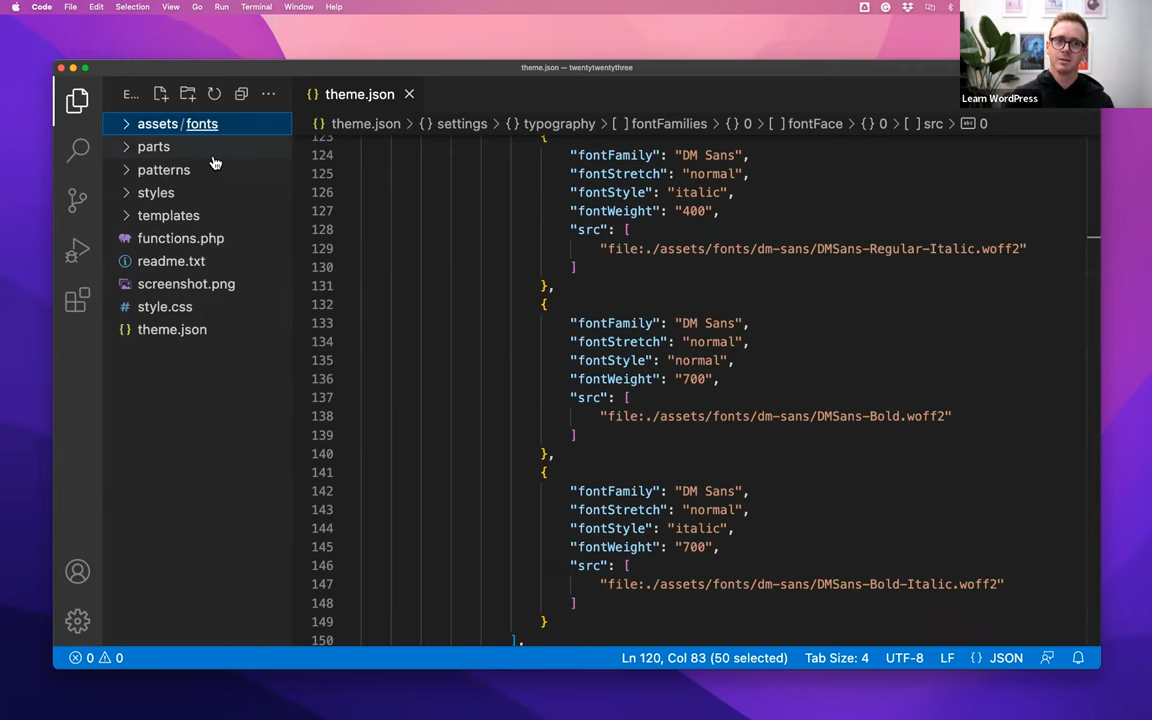 Code File Edit Selection View Go Run Terminal Window Help
theme.json — twentytwentythree
Learn WordPress
E...
theme.json
theme.json > {} settings > {} typography > [ ] fontFamilies > {} 0 > [ ] fontFace > {} 0 > [ ] src > abc 0
assets / fonts
parts
patterns
styles
templates
functions.php
readme.txt
screenshot.png
# style.css
{} theme.json
123 {
124 "fontFamily": "DM Sans",
125 "fontStretch": "normal",
126 "fontStyle": "italic",
127 "fontWeight": "400",
128 "src": [
129 "file:./assets/fonts/dm-sans/DMSans-Regular-Italic.woff2"
130 ]
131 },
132 {
133 "fontFamily": "DM Sans",
134 "fontStretch": "normal",
135 "fontStyle": "normal",
136 "fontWeight": "700",
137 "src": [
138 "file:./assets/fonts/dm-sans/DMSans-Bold.woff2"
139 ]
140 },
141 {
142 "fontFamily": "DM Sans",
143 "fontStretch": "normal",
144 "fontStyle": "italic",
145 "fontWeight": "700",
146 "src": [
147 "file:./assets/fonts/dm-sans/DMSans-Bold-Italic.woff2"
148 ]
149 }
150 ],
0 0 Ln 120, Col 83 (50 selected) Tab Size: 4 UTF-8 LF {} JSON